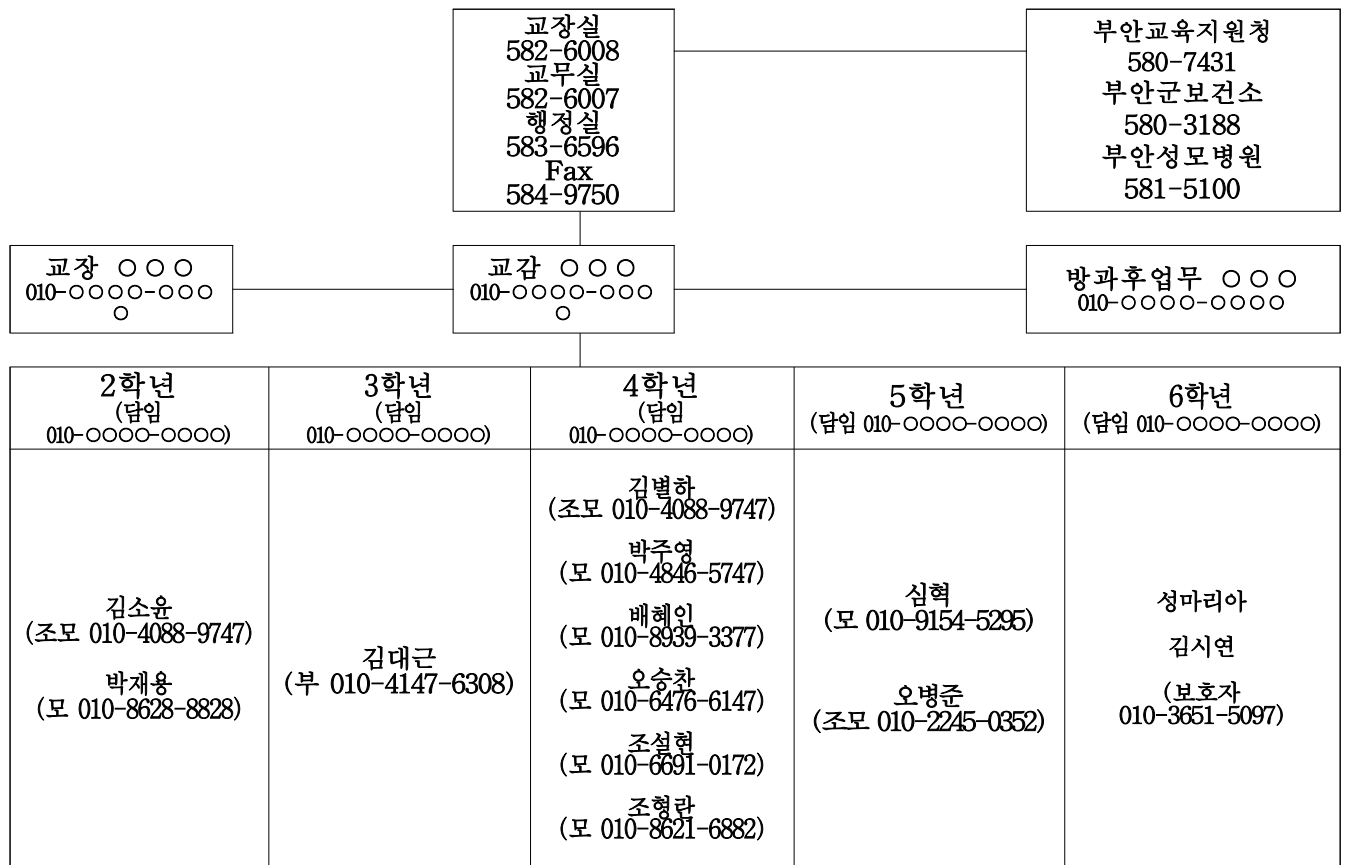 교장실
582-6008
교무실
582-6007
행정실
583-6596
Fax
584-9750
부안교육지원청
580-7431
부안군보건소
580-3188
부안성모병원
581-5100
교장 ○○○
010-○○○○-○○○
○
교감 ○○○
010-○○○○-○○○
○
방과후업무 ○○○
010-○○○○-○○○○
2학년
(담임
010-○○○○-○○○○)
3학년
(담임
010-○○○○-○○○○)
4학년
(담임
010-○○○○-○○○○)
5학년
(담임 010-○○○○-○○○○)
6학년
(담임 010-○○○○-○○○○)
김소윤
(조모 010-4088-9747)
박재용
(모 010-8628-8828)
김대근
(부 010-4147-6308)
김별하
(조모 010-4088-9747)
박주영
(모 010-4846-5747)
배혜인
(모 010-8939-3377)
오승찬
(모 010-6476-6147)
조설현
(모 010-6691-0172)
조형란
(모 010-8621-6882)
심혁
(모 010-9154-5295)
오병준
(조모 010-2245-0352)
성마리아
김시연
(보호자
010-3651-5097)